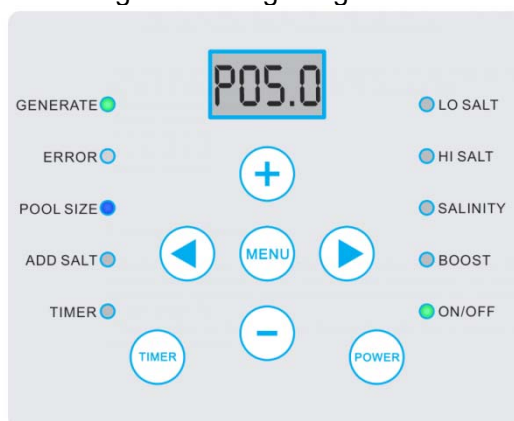 P05.0
GENERATE
LO SALT
ERROR
HI SALT
+
POOL SIZE
SALINITY
ADD SALT
MENU
BOOST
TIMER
ON/OFF
−
TIMER
POWER